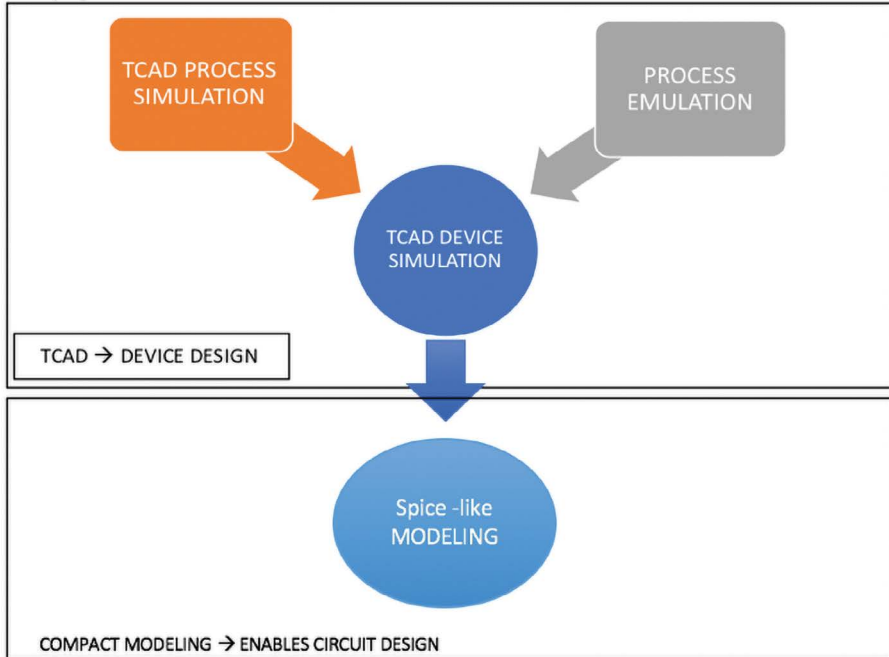 TCAD PROCESS
SIMULATION
PROCESS
EMULATION
TCAD DEVICE
SIMULATION
TCAD → DEVICE DESIGN
Spice -like
MODELING
COMPACT MODELING → ENABLES CIRCUIT DESIGN